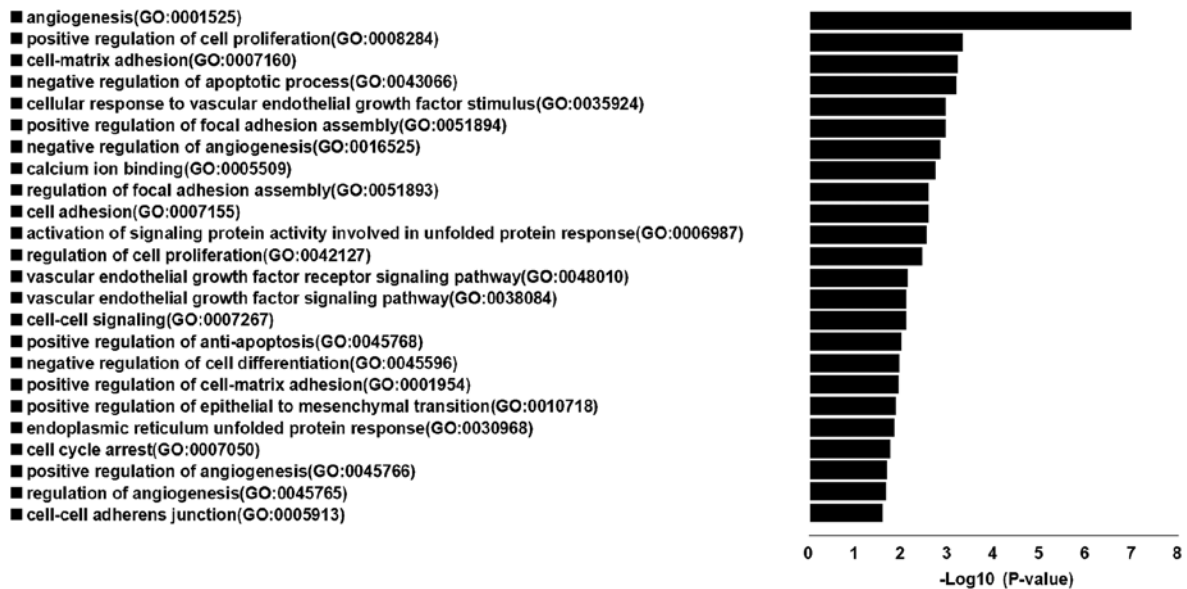 angiogenesis(GO:0001525)
positive regulation of cell proliferation(GO:0008284)
cell-matrix adhesion(GO:0007160)
negative regulation of apoptotic process(GO:0043066)
cellular response to vascular endothelial growth factor stimulus(GO:0035924)
positive regulation of focal adhesion assembly(GO:0051894)
negative regulation of angiogenesis(GO:0016525)
calcium ion binding(GO:0005509)
regulation of focal adhesion assembly(GO:0051893)
cell adhesion(GO:0007155)
activation of signaling protein activity involved in unfolded protein response(GO:0006987)
regulation of cell proliferation(GO:0042127)
vascular endothelial growth factor receptor signaling pathway(GO:0048010)
vascular endothelial growth factor signaling pathway(GO:0038084)
cell-cell signaling(GO:0007267)
positive regulation of anti-apoptosis(GO:0045768)
negative regulation of cell differentiation(GO:0045596)
positive regulation of cell-matrix adhesion(GO:0001954)
positive regulation of epithelial to mesenchymal transition(GO:0010718)
endoplasmic reticulum unfolded protein response(GO:0030968)
cell cycle arrest(GO:0007050)
positive regulation of angiogenesis(GO:0045766)
regulation of angiogenesis(GO:0045765)
cell-cell adherens junction(GO:0005913)
0 1 2 3 4 5 6 7 8
-Log10 (P-value)